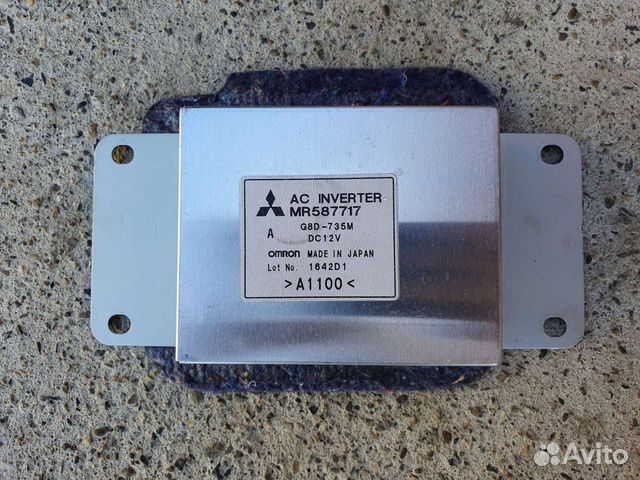 AC INVERTER
MR587717
G8D-735M
A
DC12V
OMRON MADE IN JAPAN
Lot No. 1642D1
>A1100<
Avito